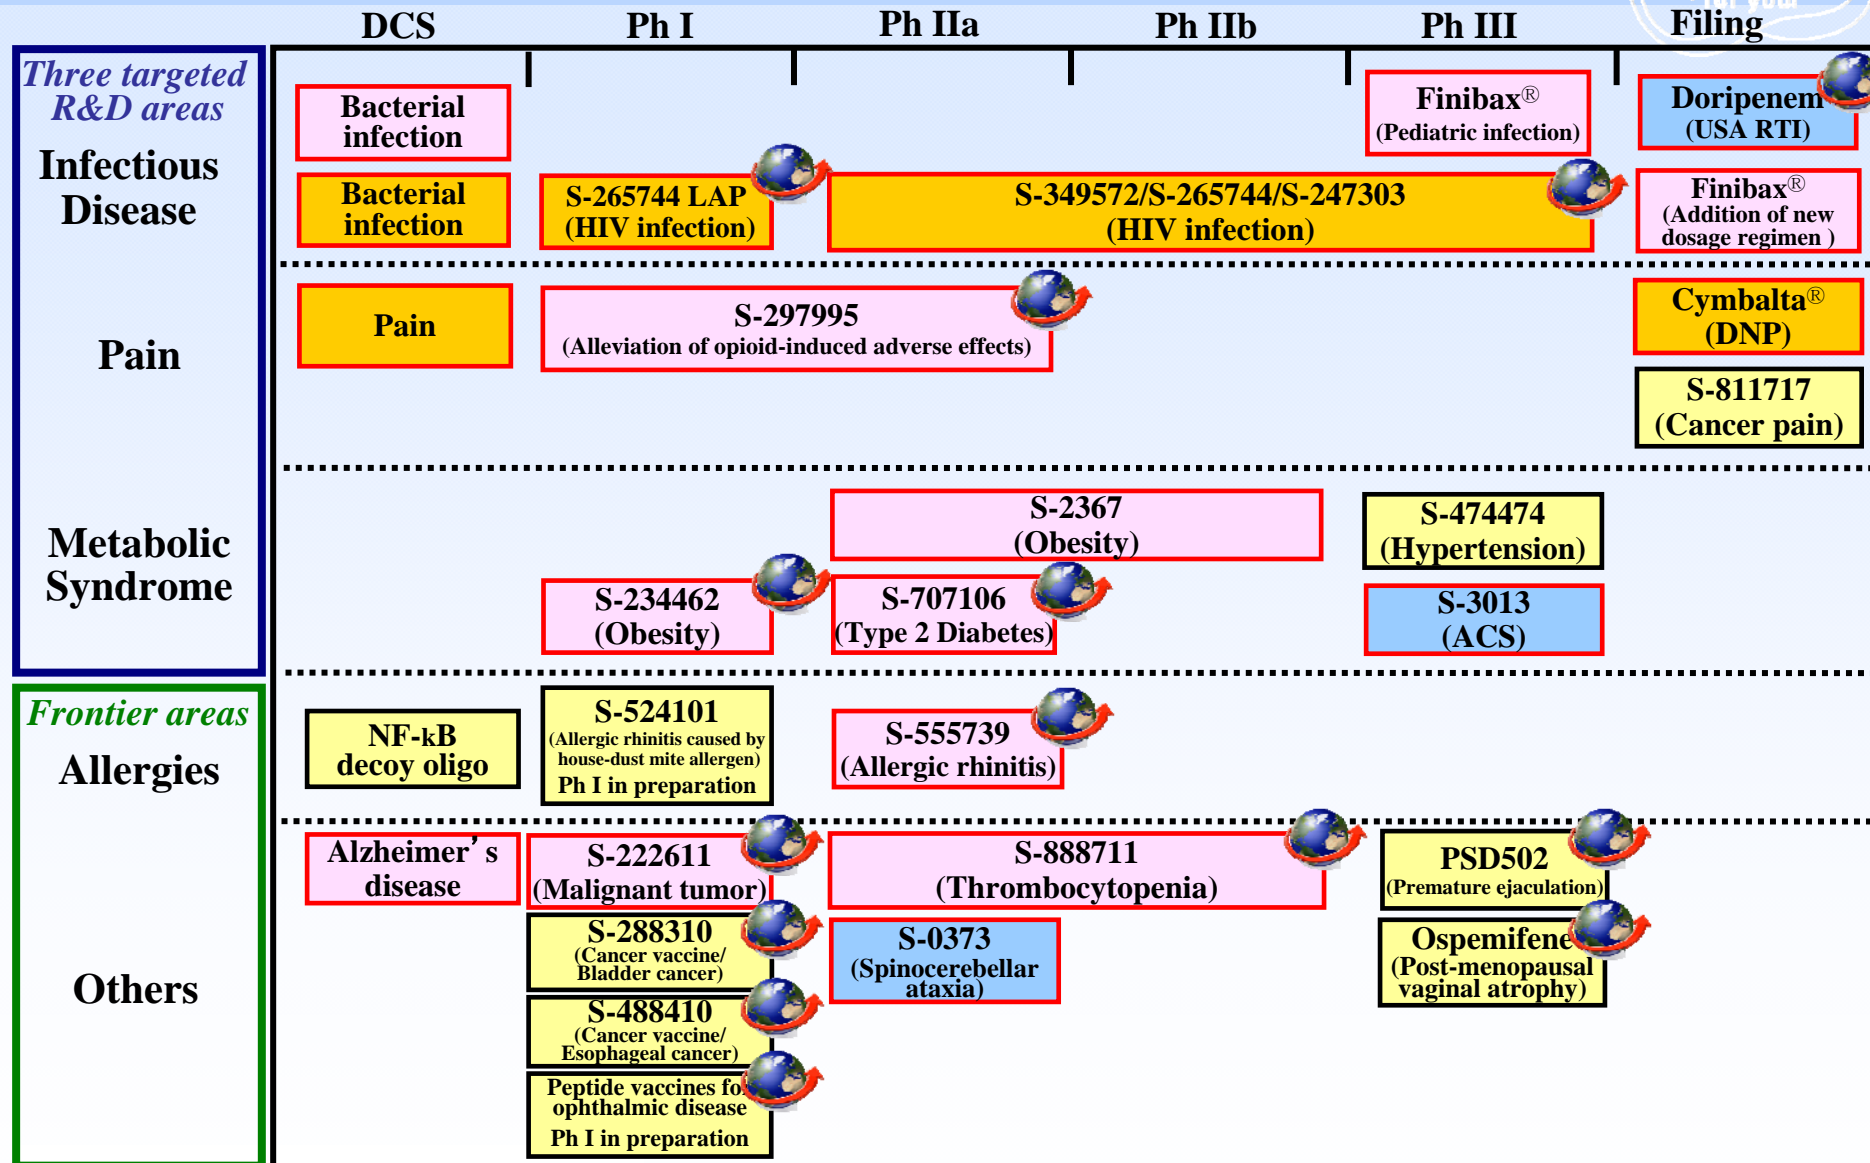 for your
DCS
Ph I
Ph IIa
Ph IIb
Ph III
Filing
Three targeted
R&D areas
Infectious
Disease
Bacterial
infection
Finibax®
(Pediatric infection)
Doripenem
(USA RTI)
Bacterial
infection
S-265744 LAP
(HIV infection)
S-349572/S-265744/S-247303
(HIV infection)
Finibax®
(Addition of new
dosage regimen )
Pain
Pain
S-297995
(Alleviation of opioid-induced adverse effects)
Cymbalta®
(DNP)
S-811717
(Cancer pain)
Metabolic
Syndrome
S-2367
(Obesity)
S-474474
(Hypertension)
S-234462
(Obesity)
S-707106
(Type 2 Diabetes)
S-3013
(ACS)
Frontier areas
Allergies
NF-kB
decoy oligo
S-524101
(Allergic rhinitis caused by
house-dust mite allergen)
Ph I in preparation
S-555739
(Allergic rhinitis)
Others
Alzheimer’s
disease
S-222611
(Malignant tumor)
S-888711
(Thrombocytopenia)
PSD502
(Premature ejaculation)
S-288310
(Cancer vaccine/
Bladder cancer)
S-0373
(Spinocerebellar
ataxia)
Ospemifene
(Post-menopausal
vaginal atrophy)
S-488410
(Cancer vaccine/
Esophageal cancer)
Peptide vaccines for
ophthalmic disease
Ph I in preparation